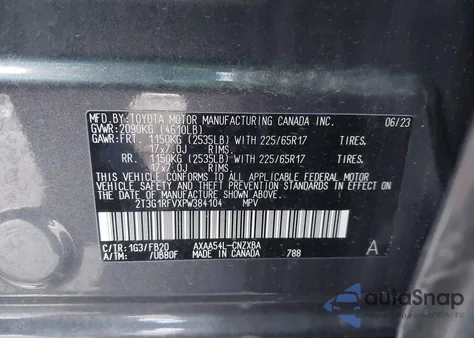 MFD.BY:TOYOTA MOTOR MANUFACTURING CANADA INC. 06/23
GVWR: 2090KG (4610LB)
GAWR:FRT. 1150KG (2535LB) WITH 225/65R17 TIRES,
17x7.0J RIMS,
RR. 1150KG (2535LB) WITH 225/65R17 TIRES,
17x7.0J RIMS,
THIS VEHICLE CONFORMS TO ALL APPLICABLE FEDERAL MOTOR
VEHICLE SAFETY AND THEFT PREVENTION STANDARDS IN EFFECT ON
THE DATE OF MANUFACTURE SHOWN ABOVE.
2T3G1RFVXPW384104 MPV
C/TR:1G3/FB20 AXAA54L-CNZXBA A
A/TM: /UB80F MADE IN CANADA 788
autoSnap